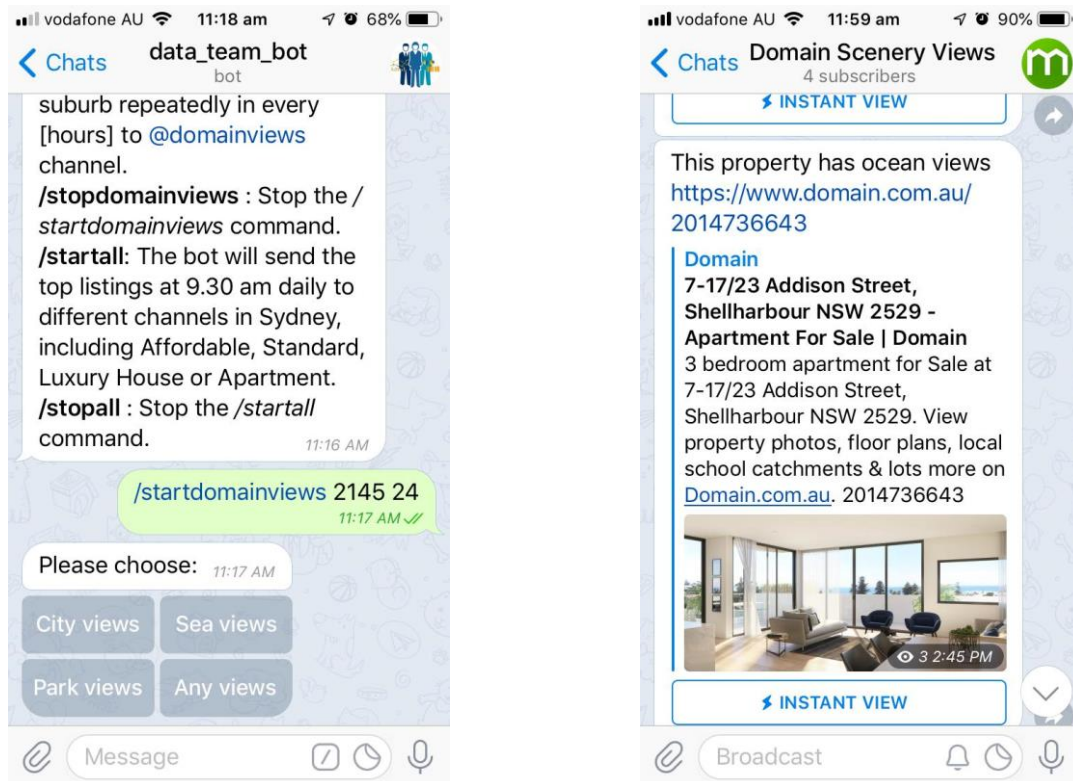 vodafone AU 11:18 am 68%
Chats data_team_bot
bot
suburb repeatedly in every
[hours] to @domainviews
channel.
/stopdomainviews : Stop the /
startdomainviews command.
/startall: The bot will send the
top listings at 9.30 am daily to
different channels in Sydney,
including Affordable, Standard,
Luxury House or Apartment.
/stopall : Stop the /startall
command. 11:16 AM
/startdomainviews 2145 24
11:17 AM
Please choose: 11:17 AM
City views Sea views
Park views Any views
Message
vodafone AU 11:59 am 90%
Chats Domain Scenery Views
4 subscribers
m
INSTANT VIEW
This property has ocean views
https://www.domain.com.au/
2014736643
Domain
7-17/23 Addison Street,
Shellharbour NSW 2529 -
Apartment For Sale | Domain
3 bedroom apartment for Sale at
7-17/23 Addison Street,
Shellharbour NSW 2529. View
property photos, floor plans, local
school catchments & lots more on
Domain.com.au. 2014736643
3 2:45 PM
INSTANT VIEW
Broadcast